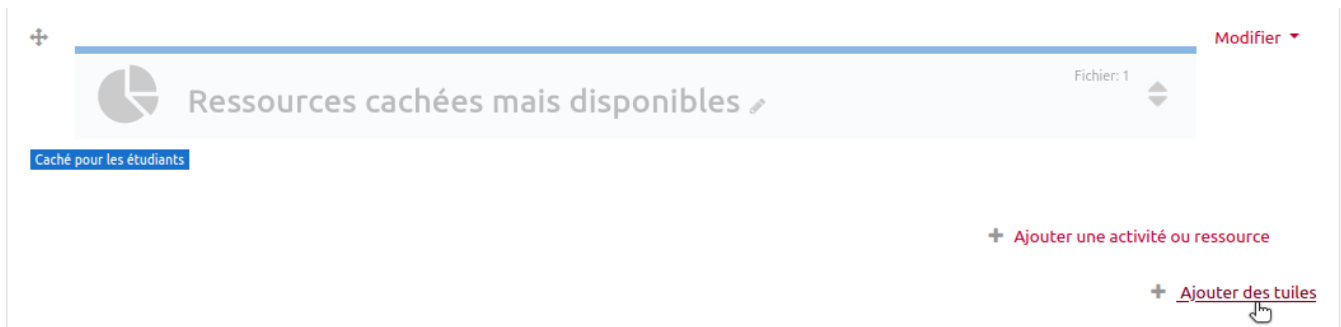 Modifier
Fichier: 1
Ressources cachées mais disponibles
Caché pour les étudiants
Ajouter une activité ou ressource
Ajouter des tuiles